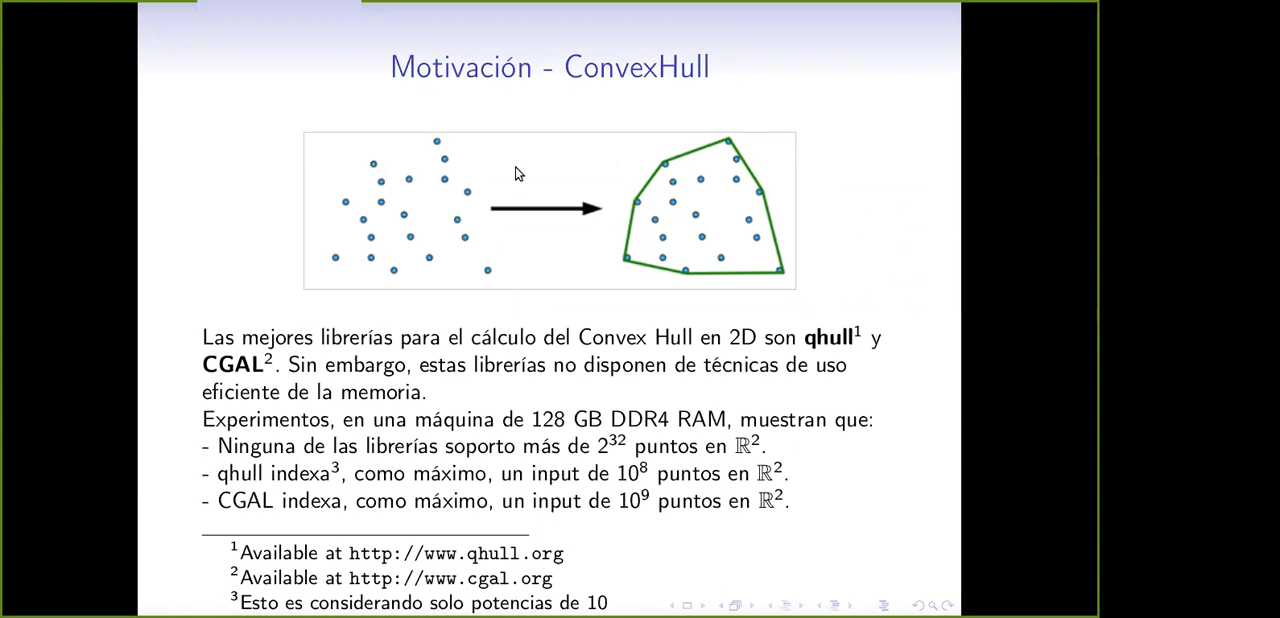 Motivación - ConvexHull
Las mejores librerías para el cálculo del Convex Hull en 2D son qhull¹ y
CGAL². Sin embargo, estas librerías no disponen de técnicas de uso
eficiente de la memoria.
Experimentos, en una máquina de 128 GB DDR4 RAM, muestran que:
- Ninguna de las librerías soporto más de 2³² puntos en ℝ².
- qhull indexa³, como máximo, un input de 10⁸ puntos en ℝ².
- CGAL indexa, como máximo, un input de 10⁹ puntos en ℝ².
¹Available at http://www.qhull.org
²Available at http://www.cgal.org
³Esto es considerando solo potencias de 10